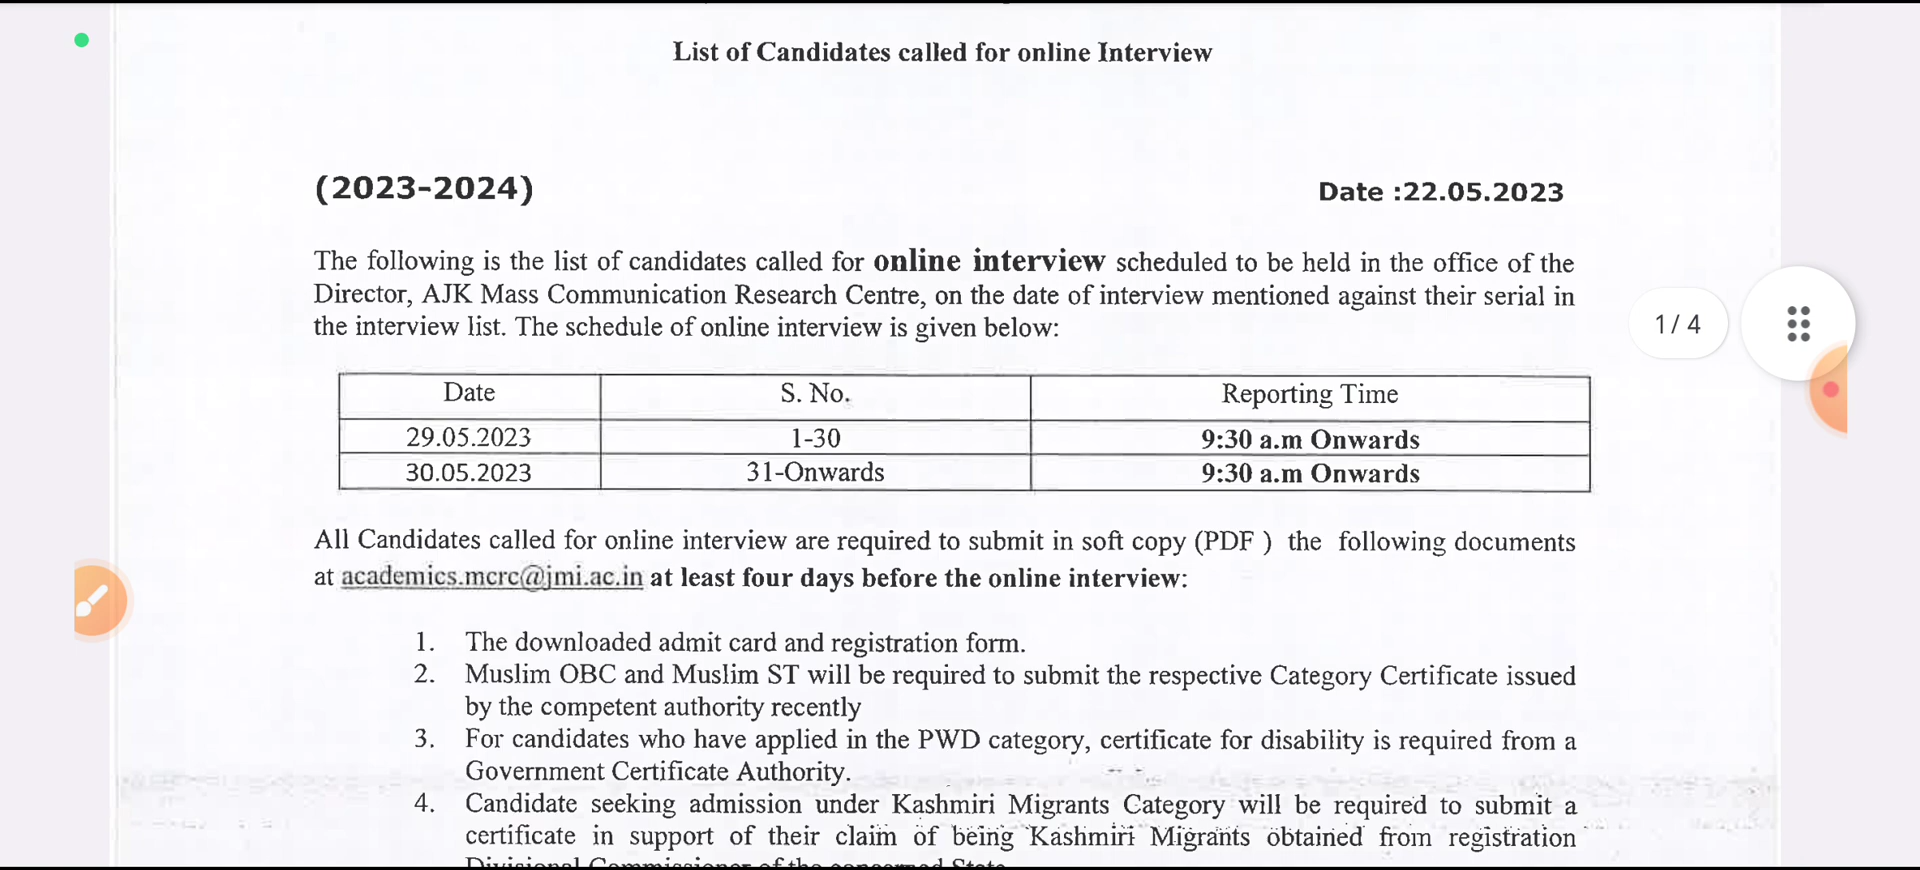 List of Candidates called for online Interview
(2023-2024)
Date :22.05.2023
The following is the list of candidates called for online interview scheduled to be held in the office of the
Director, AJK Mass Communication Research Centre, on the date of interview mentioned against their serial in
the interview list. The schedule of online interview is given below:
1/ 4
Date S. No. Reporting Time
29.05.2023 1-30 9:30 a.m Onwards
30.05.2023 31-Onwards 9:30 a.m Onwards
All Candidates called for online interview are required to submit in soft copy (PDF ) the following documents
at academics.mcrc@jmi.ac.in at least four days before the online interview:
1. The downloaded admit card and registration form.
2. Muslim OBC and Muslim ST will be required to submit the respective Category Certificate issued
by the competent authority recently
3. For candidates who have applied in the PWD category, certificate for disability is required from a
Government Certificate Authority.
4. Candidate seeking admission under Kashmiri Migrants Category will be required to submit a
certificate in support of their claim of being Kashmiri Migrants obtained from registration
Divisional Commissioner of the concerned State